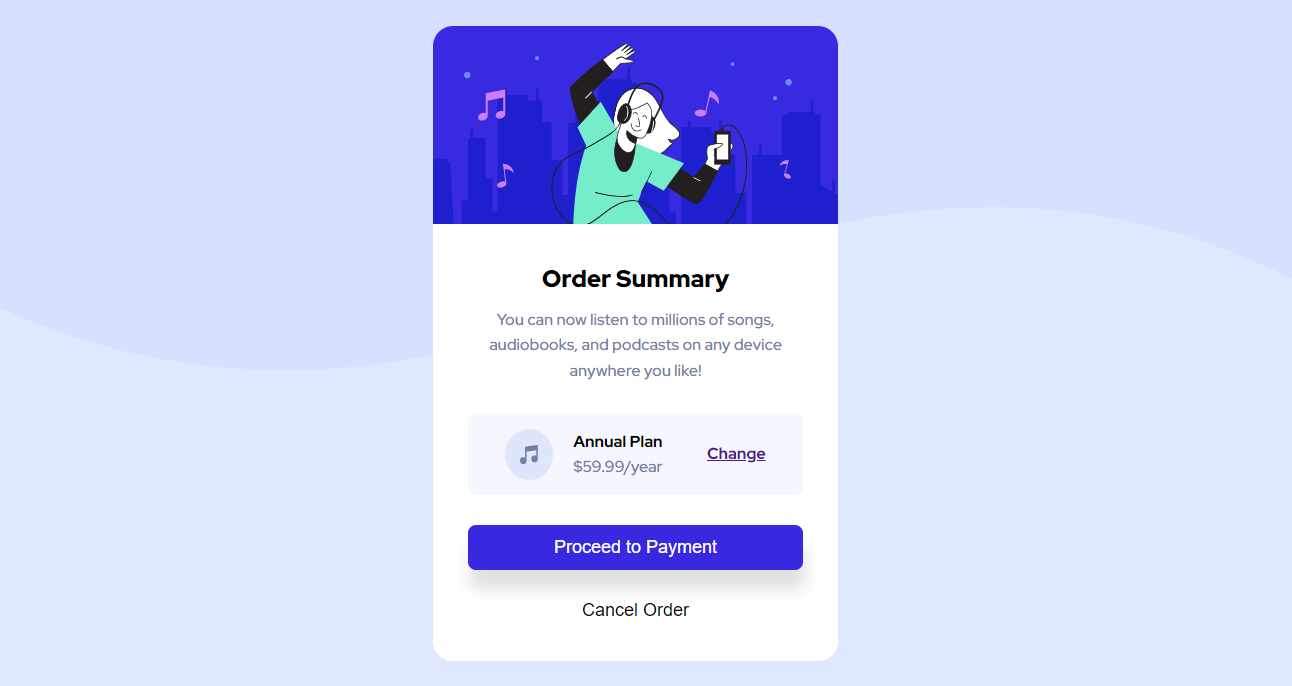 Order Summary
You can now listen to millions of songs,
audiobooks, and podcasts on any device
anywhere you like!
Annual Plan
$59.99/year
Change
Proceed to Payment
Cancel Order